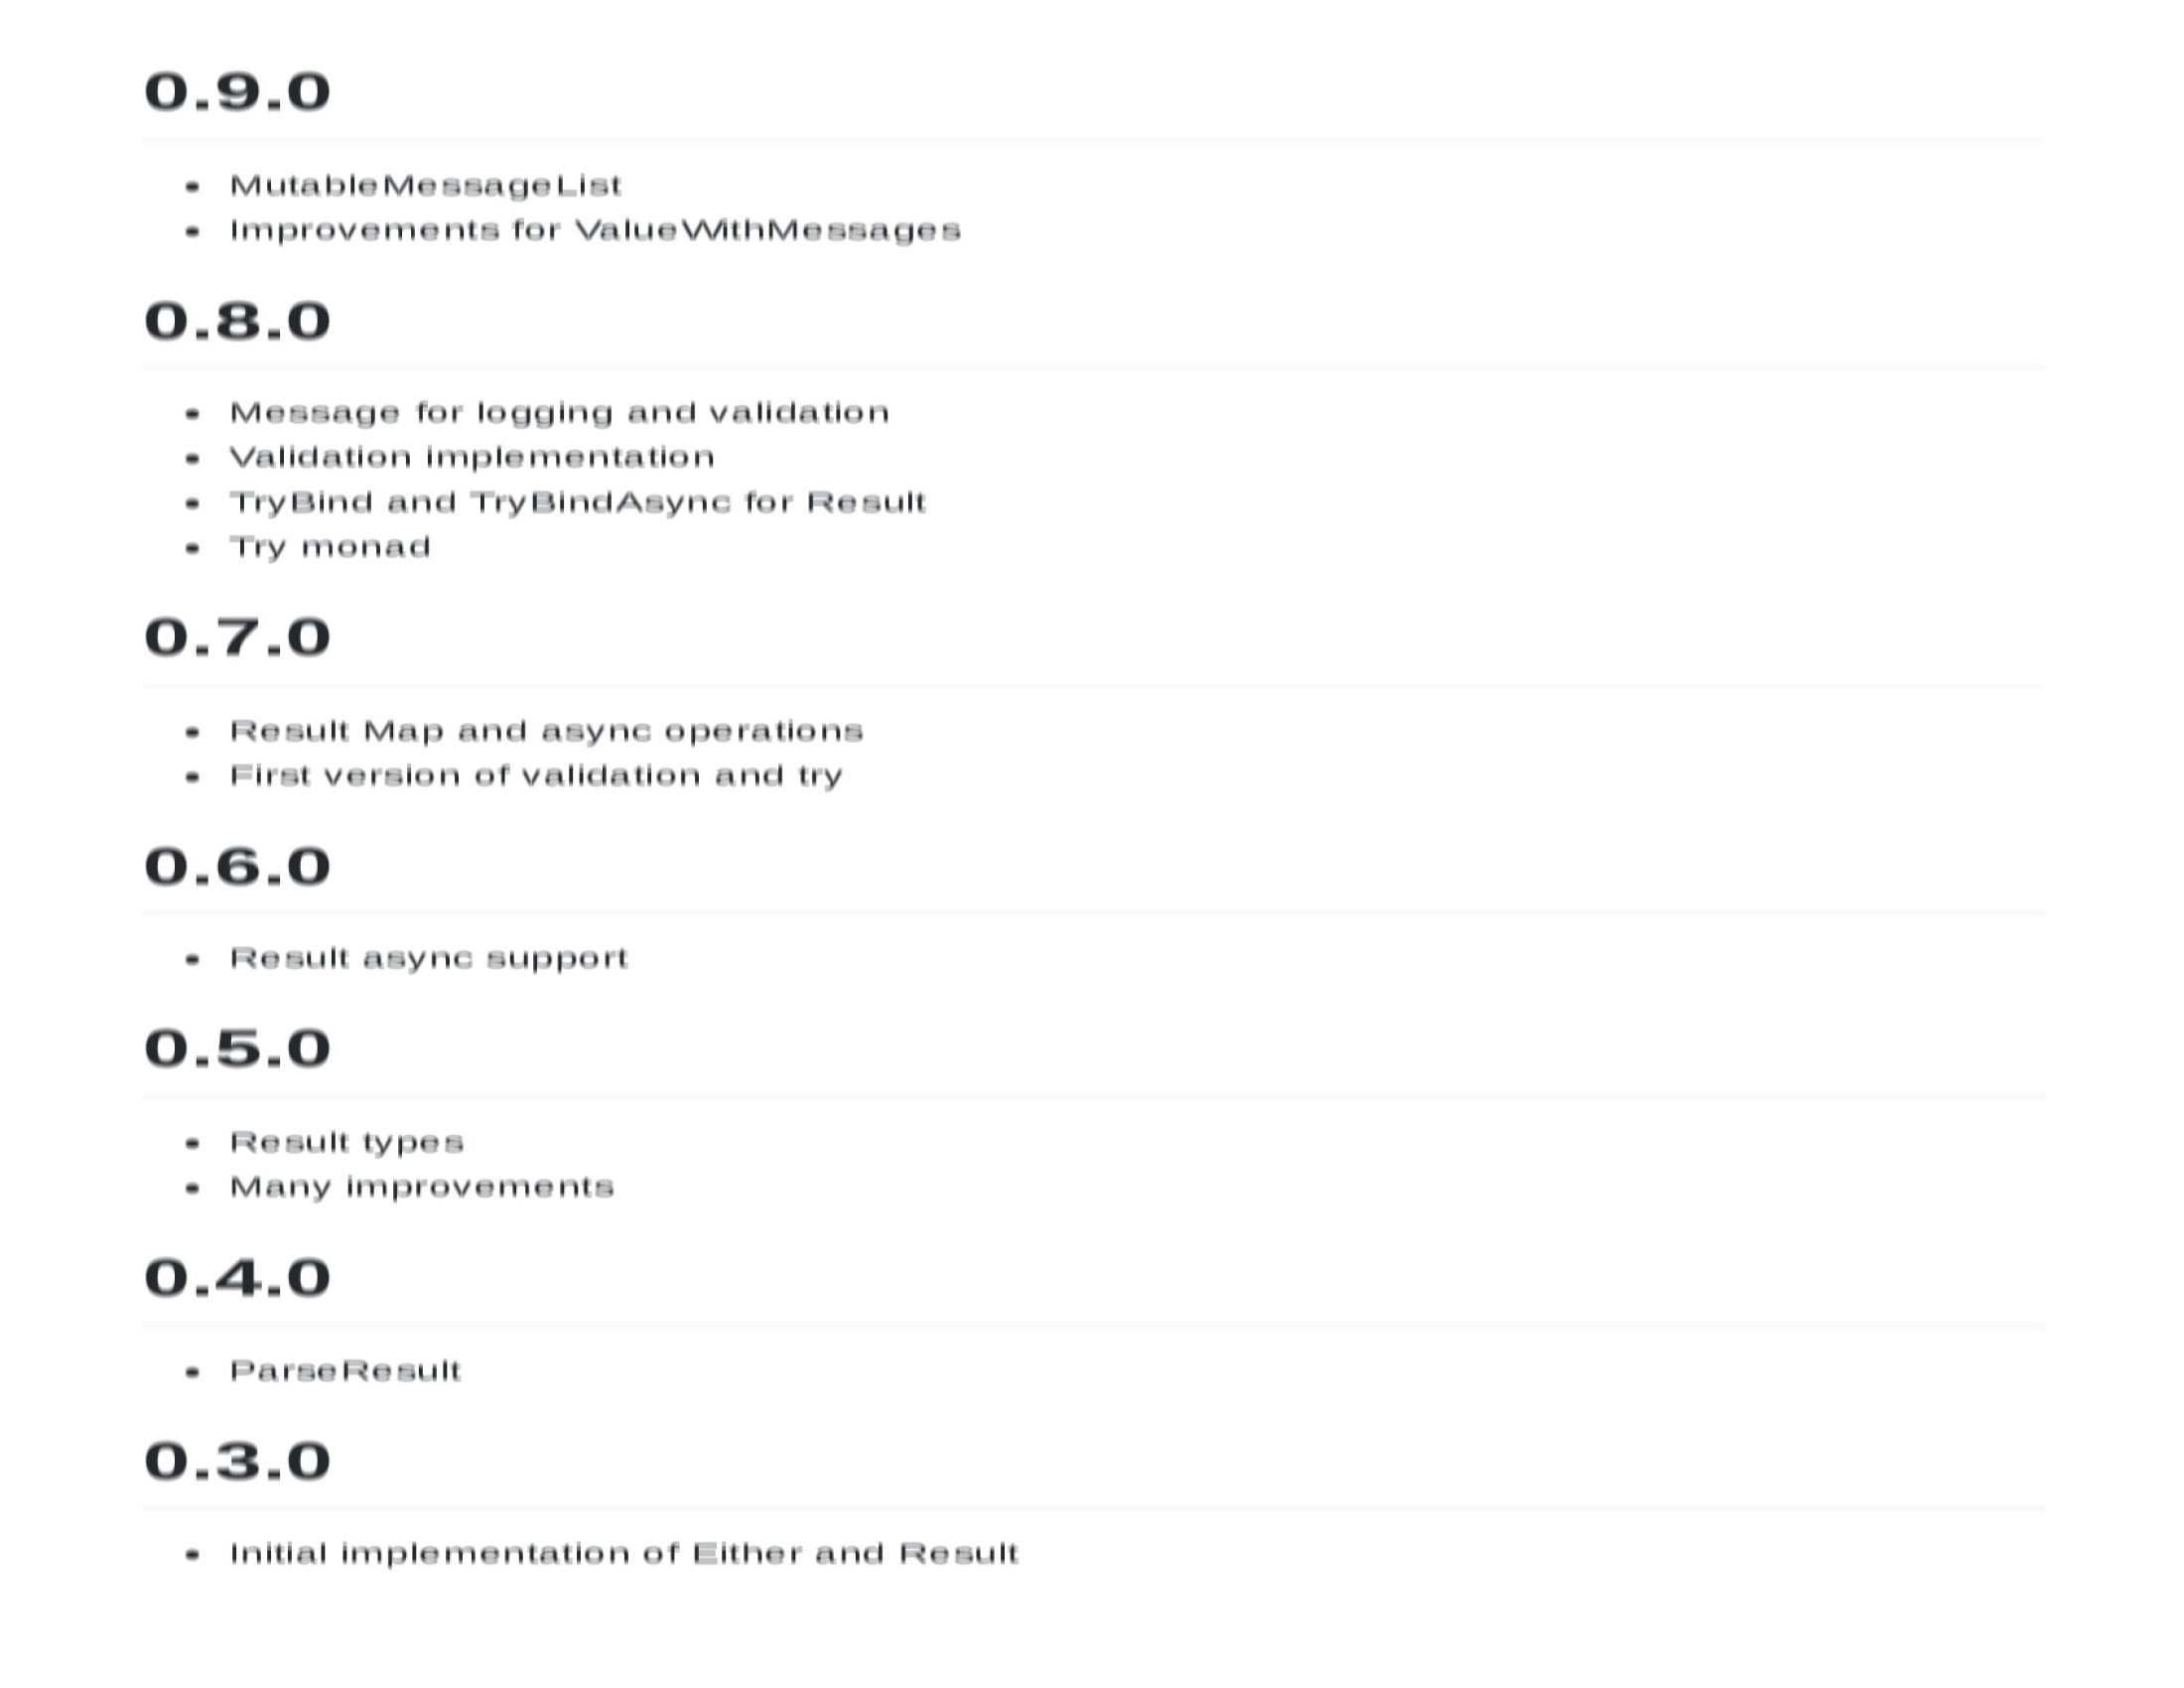 0.9.0
• MutableMessageList
• Improvements for ValueWithMessages
0.8.0
• Message for logging and validation
• Validation implementation
• TryBind and TryBindAsync for Result
• Try monad
0.7.0
• Result Map and async operations
• First version of validation and try
0.6.0
• Result async support
0.5.0
• Result types
• Many improvements
0.4.0
• ParseResult
0.3.0
• Initial implementation of Either and Result